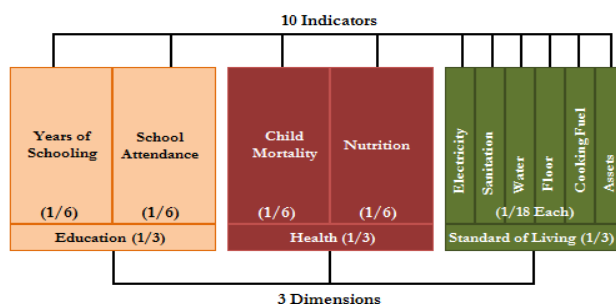 10 Indicators
Years of
Schooling
(1/6)
School
Attendance
(1/6)
Education (1/3)
Child
Mortality
(1/6)
Nutrition
(1/6)
Health (1/3)
Electricity
Sanitation
Water
Floor
Cooking Fuel
Assets
(1/18 Each)
Standard of Living (1/3)
3 Dimensions